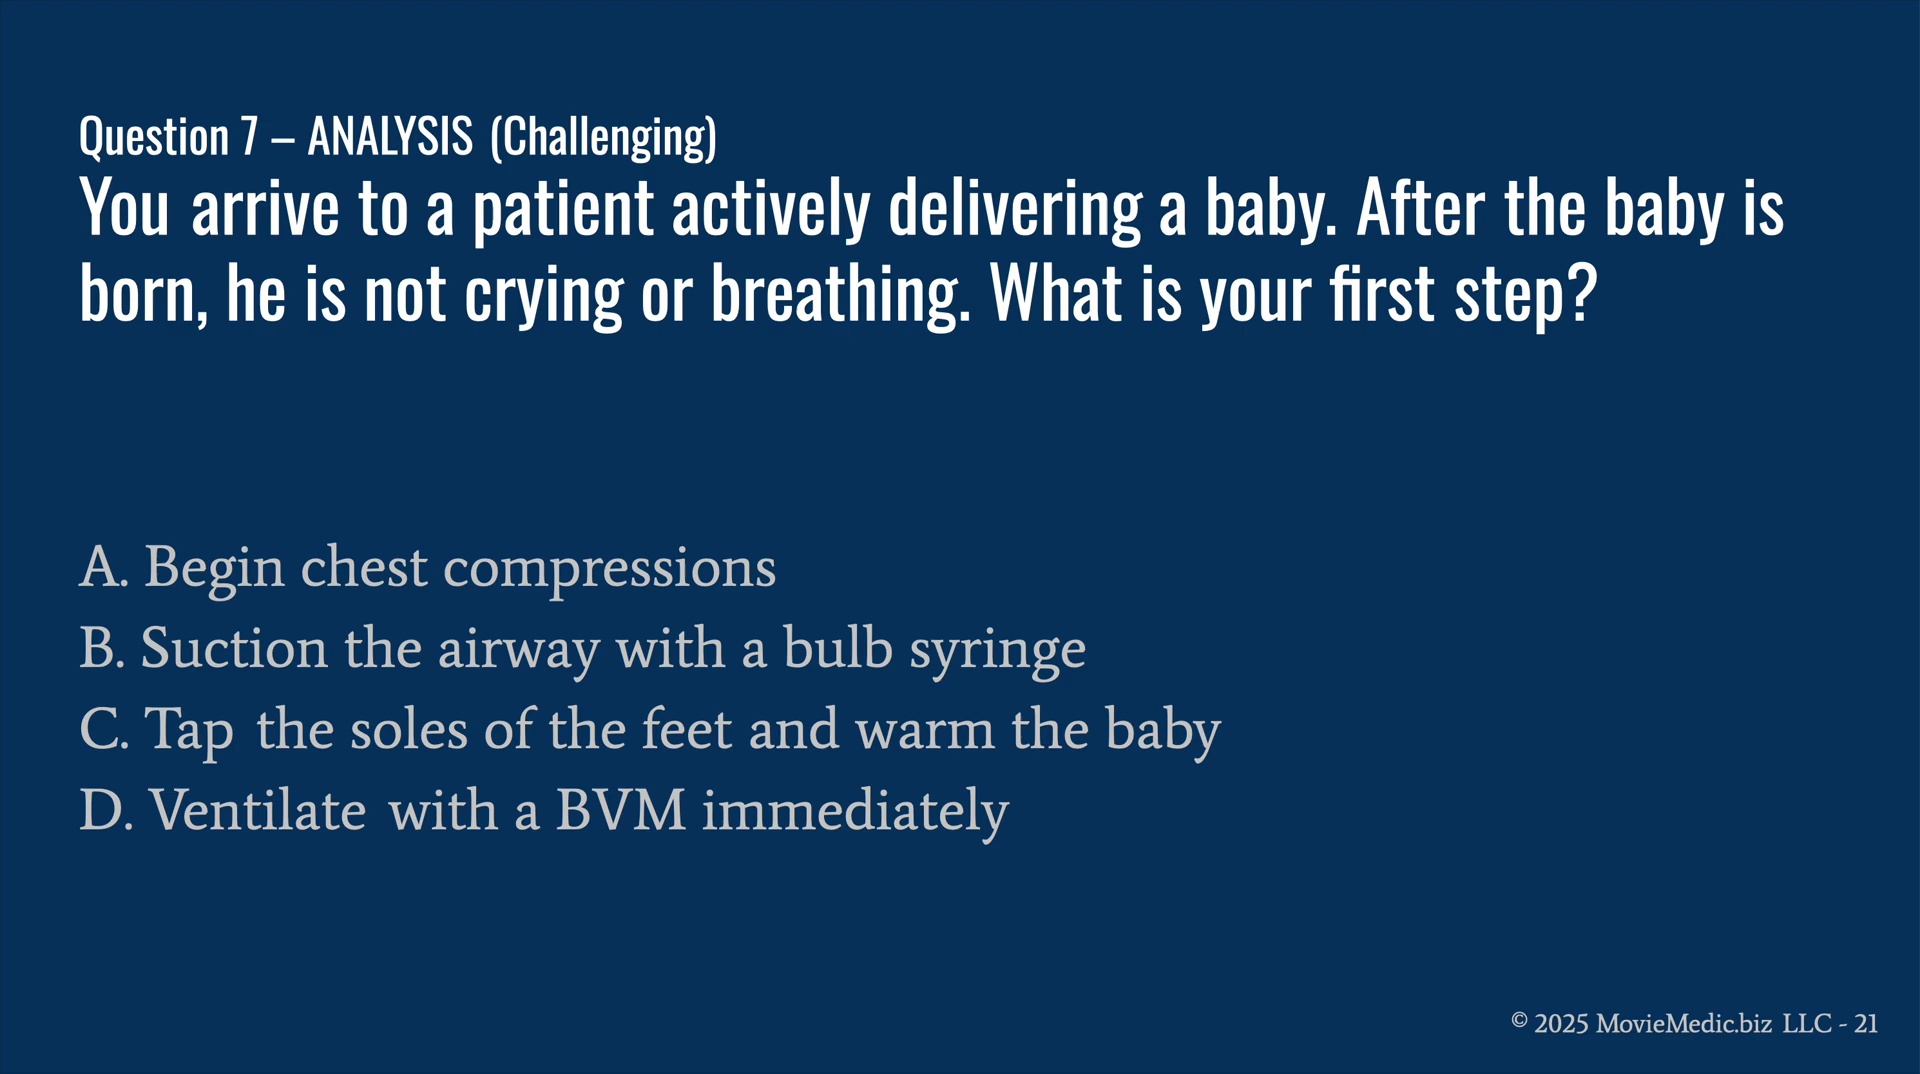 Question 7 – ANALYSIS (Challenging)
You arrive to a patient actively delivering a baby. After the baby is
born, he is not crying or breathing. What is your first step?
A. Begin chest compressions
B. Suction the airway with a bulb syringe
C. Tap the soles of the feet and warm the baby
D. Ventilate with a BVM immediately
© 2025 MovieMedic.biz LLC - 21